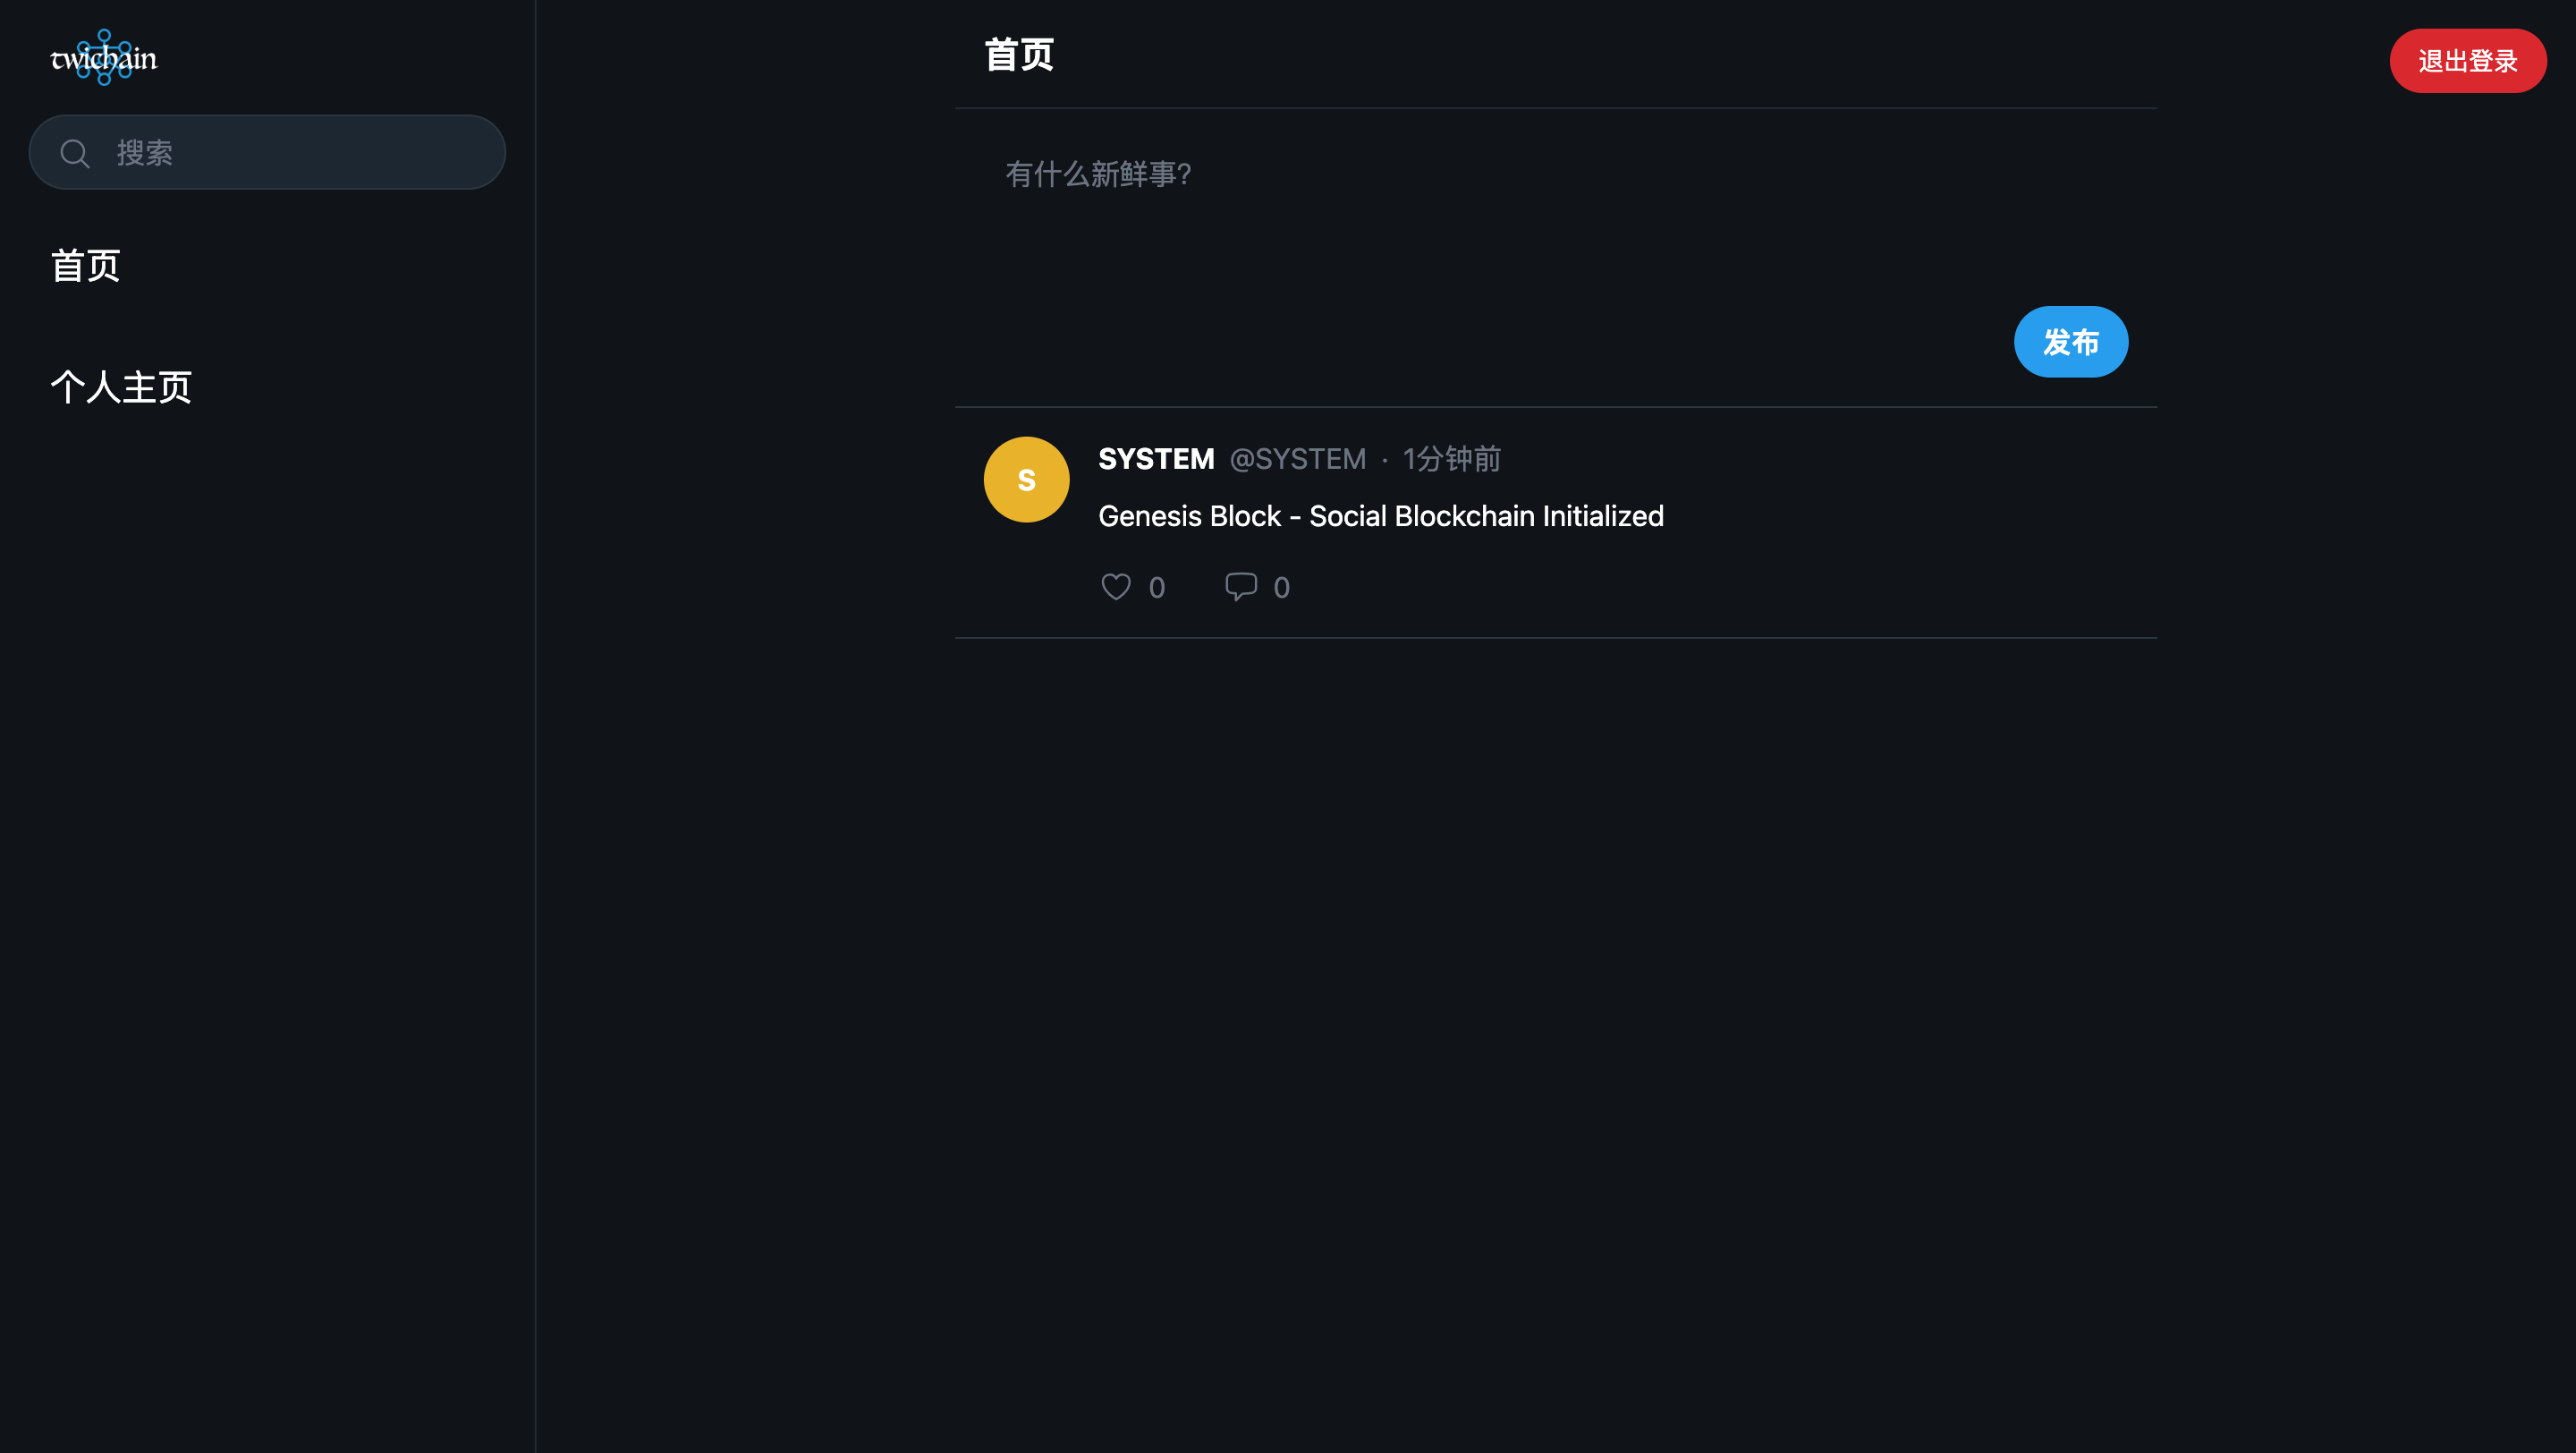 twichain
搜索
首页
个人主页
首页
退出登录
有什么新鲜事?
发布
S
SYSTEM @SYSTEM · 1分钟前
Genesis Block - Social Blockchain Initialized
0 0